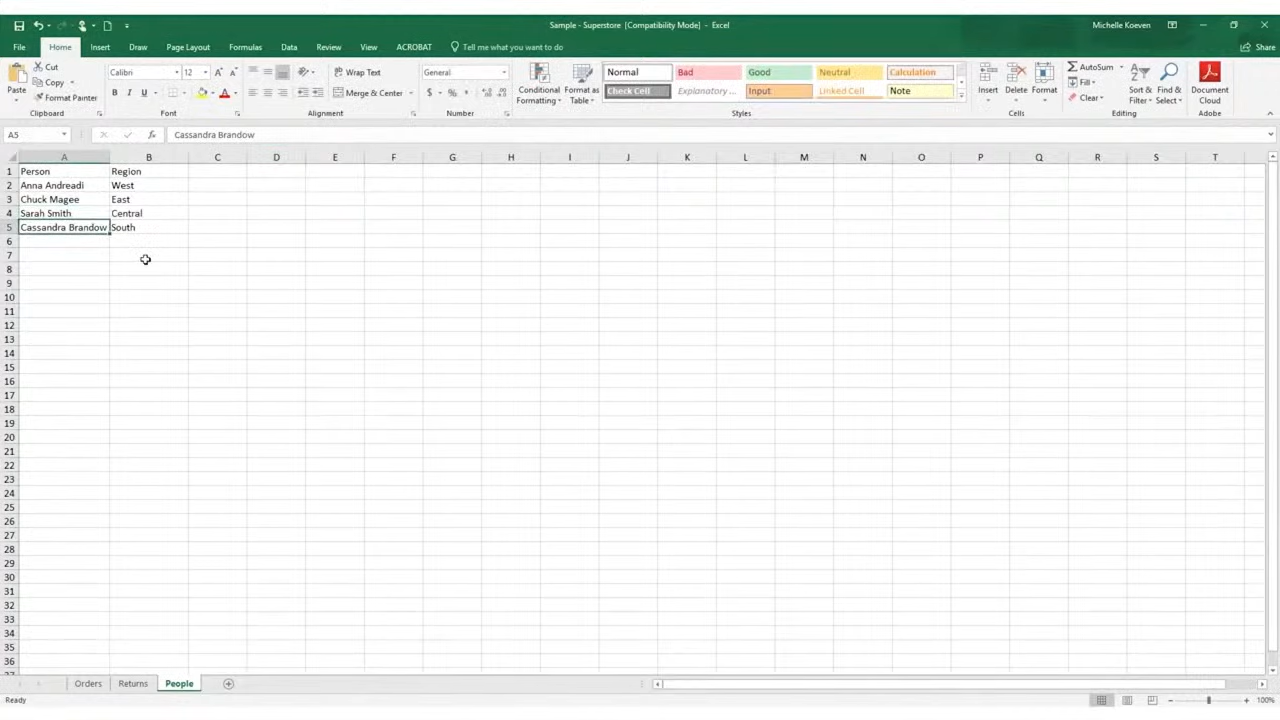 Sample - Superstore [Compatibility Mode] - Excel
Michelle Koeven
File Home Insert Draw Page Layout Formulas Data Review View ACROBAT Tell me what you want to do Share
Paste
Cut
Copy
Format Painter
Clipboard
Calibri 12 A A
B I U A
Font
Wrap Text
Merge & Center
Alignment
General
$ % ,
Number
Conditional Formatting
Format as Table
Normal Bad Good Neutral Calculation
Check Cell Explanatory ... Input Linked Cell Note
Styles
Insert Delete Format
Cells
AutoSum
Fill
Clear
Sort & Filter
Find & Select
Editing
Document Cloud
Adobe
A5 fx Cassandra Brandow
A B C D E F G H I J K L M N O P Q R S T
1 Person Region
2 Anna Andreadi West
3 Chuck Magee East
4 Sarah Smith Central
5 Cassandra Brandow South
6
7
8
9
10
11
12
13
14
15
16
17
18
19
20
21
22
23
24
25
26
27
28
29
30
31
32
33
34
35
36
Orders Returns People
Ready 100%